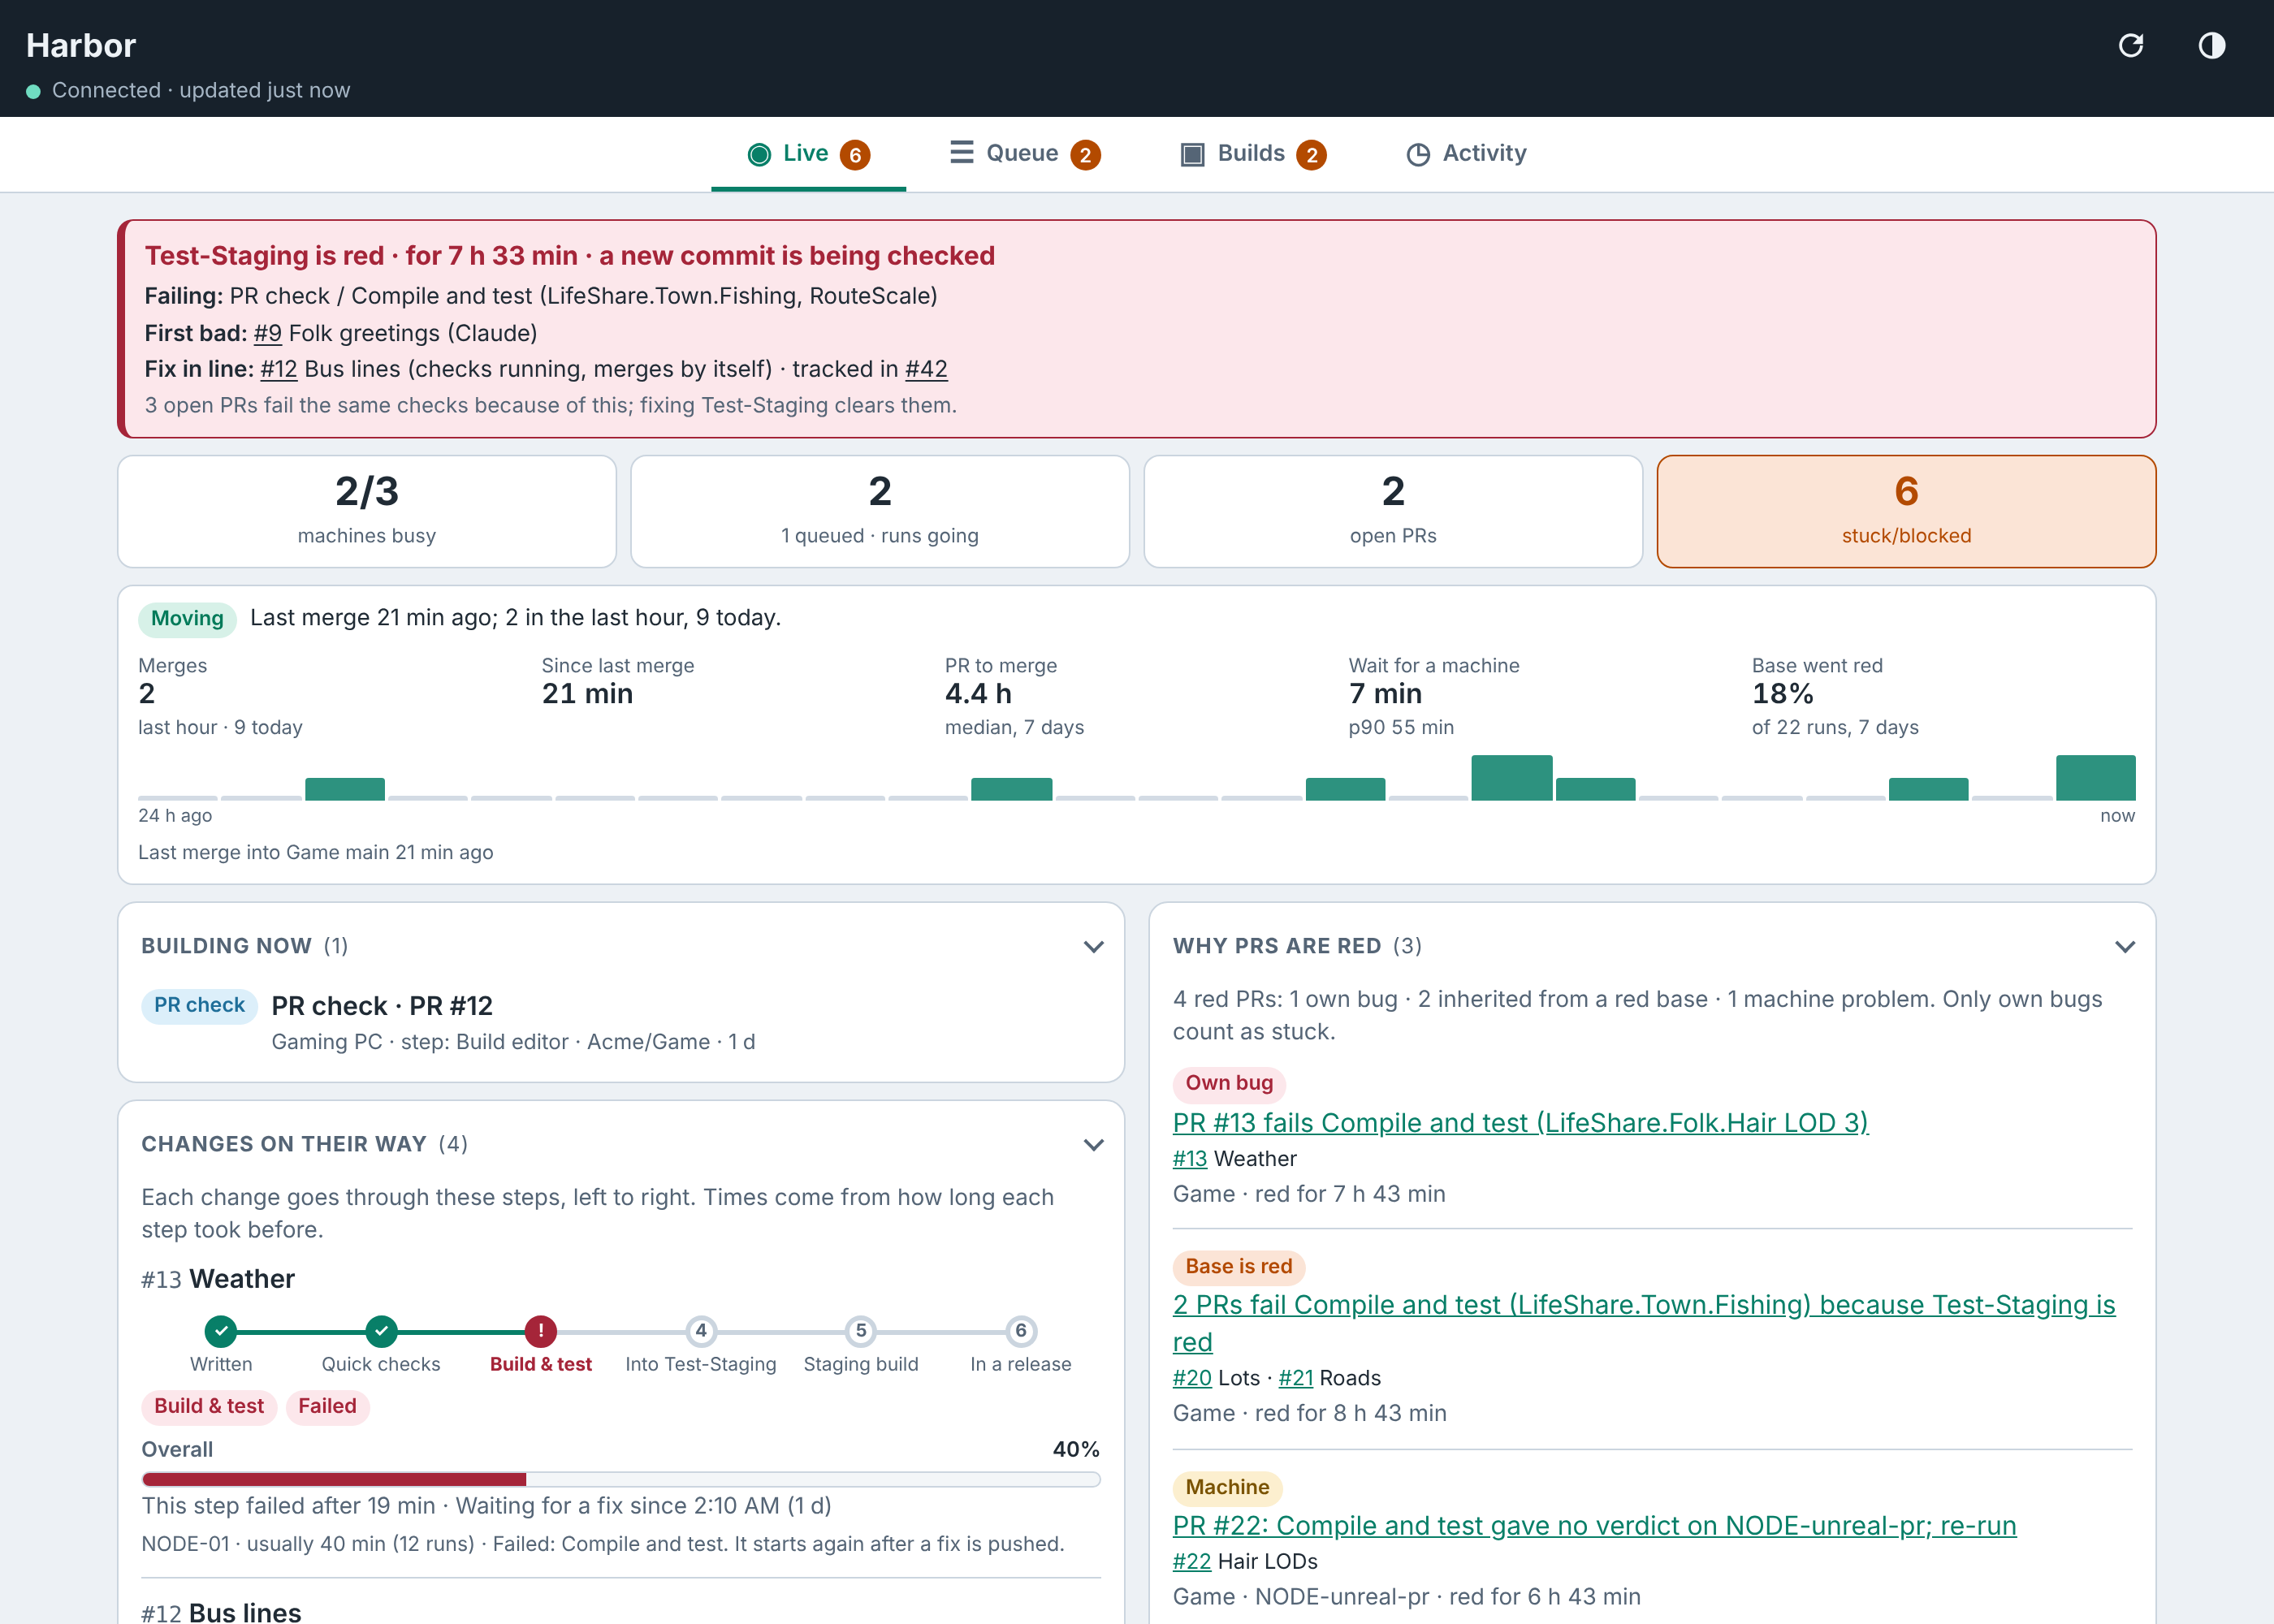 Harbor
Connected · updated just now
Live 6
Queue 2
Builds 2
Activity
Test-Staging is red · for 7 h 33 min · a new commit is being checked
Failing: PR check / Compile and test (LifeShare.Town.Fishing, RouteScale)
First bad: #9 Folk greetings (Claude)
Fix in line: #12 Bus lines (checks running, merges by itself) · tracked in #42
3 open PRs fail the same checks because of this; fixing Test-Staging clears them.
2/3
machines busy
2
1 queued · runs going
2
open PRs
6
stuck/blocked
Moving Last merge 21 min ago; 2 in the last hour, 9 today.
Merges
2
last hour · 9 today
Since last merge
21 min
PR to merge
4.4 h
median, 7 days
Wait for a machine
7 min
p90 55 min
Base went red
18%
of 22 runs, 7 days
24 h ago
now
Last merge into Game main 21 min ago
BUILDING NOW (1)
PR check PR check · PR #12
Gaming PC · step: Build editor · Acme/Game · 1 d
CHANGES ON THEIR WAY (4)
Each change goes through these steps, left to right. Times come from how long each
step took before.
#13 Weather
! 4 5 6
Written Quick checks Build & test Into Test-Staging Staging build In a release
Build & test Failed
Overall 40%
This step failed after 19 min · Waiting for a fix since 2:10 AM (1 d)
NODE-01 · usually 40 min (12 runs) · Failed: Compile and test. It starts again after a fix is pushed.
#12 Bus lines
WHY PRS ARE RED (3)
4 red PRs: 1 own bug · 2 inherited from a red base · 1 machine problem. Only own bugs
count as stuck.
Own bug
PR #13 fails Compile and test (LifeShare.Folk.Hair LOD 3)
#13 Weather
Game · red for 7 h 43 min
Base is red
2 PRs fail Compile and test (LifeShare.Town.Fishing) because Test-Staging is
red
#20 Lots · #21 Roads
Game · red for 8 h 43 min
Machine
PR #22: Compile and test gave no verdict on NODE-unreal-pr; re-run
#22 Hair LODs
Game · NODE-unreal-pr · red for 6 h 43 min